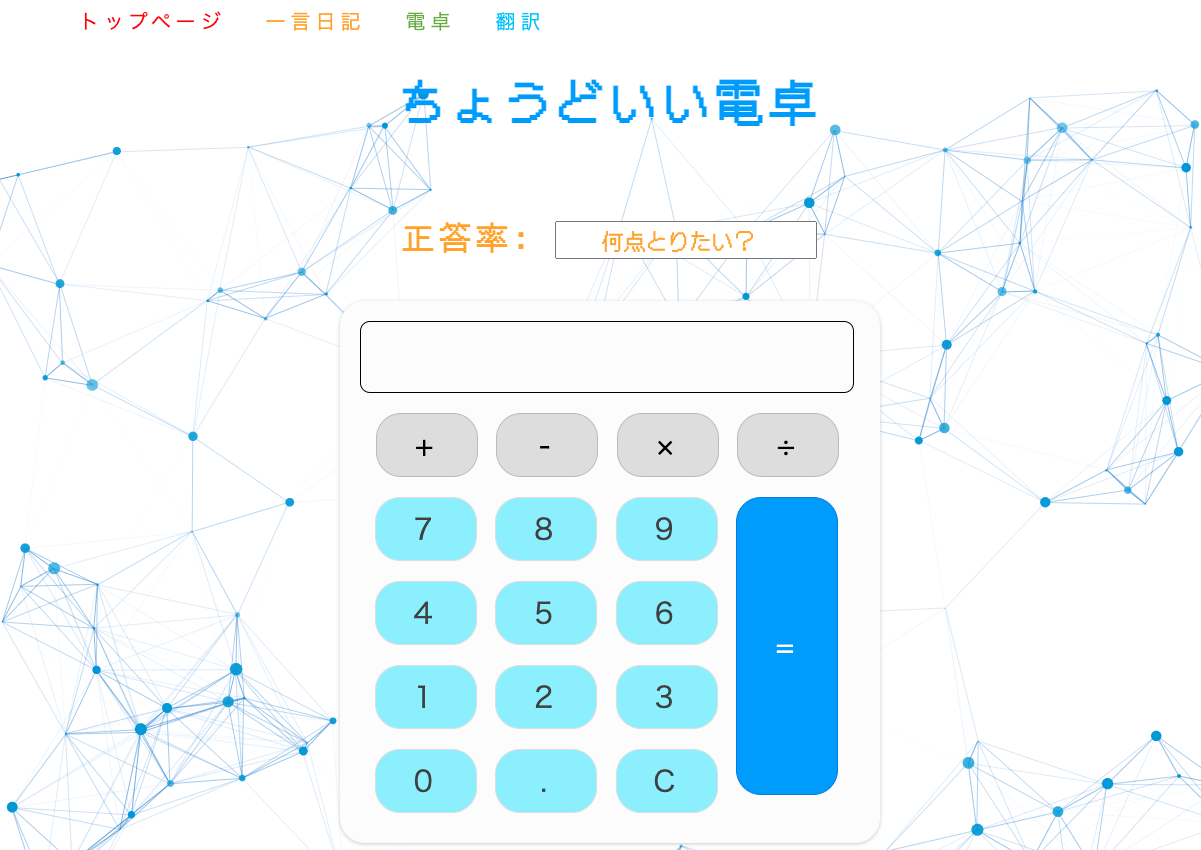 トップページ 一言日記 電卓 翻訳
ちょうどいい電卓
正答率： 何点とりたい？
+ - × ÷
7 8 9
4 5 6
=
1 2 3
0 . C